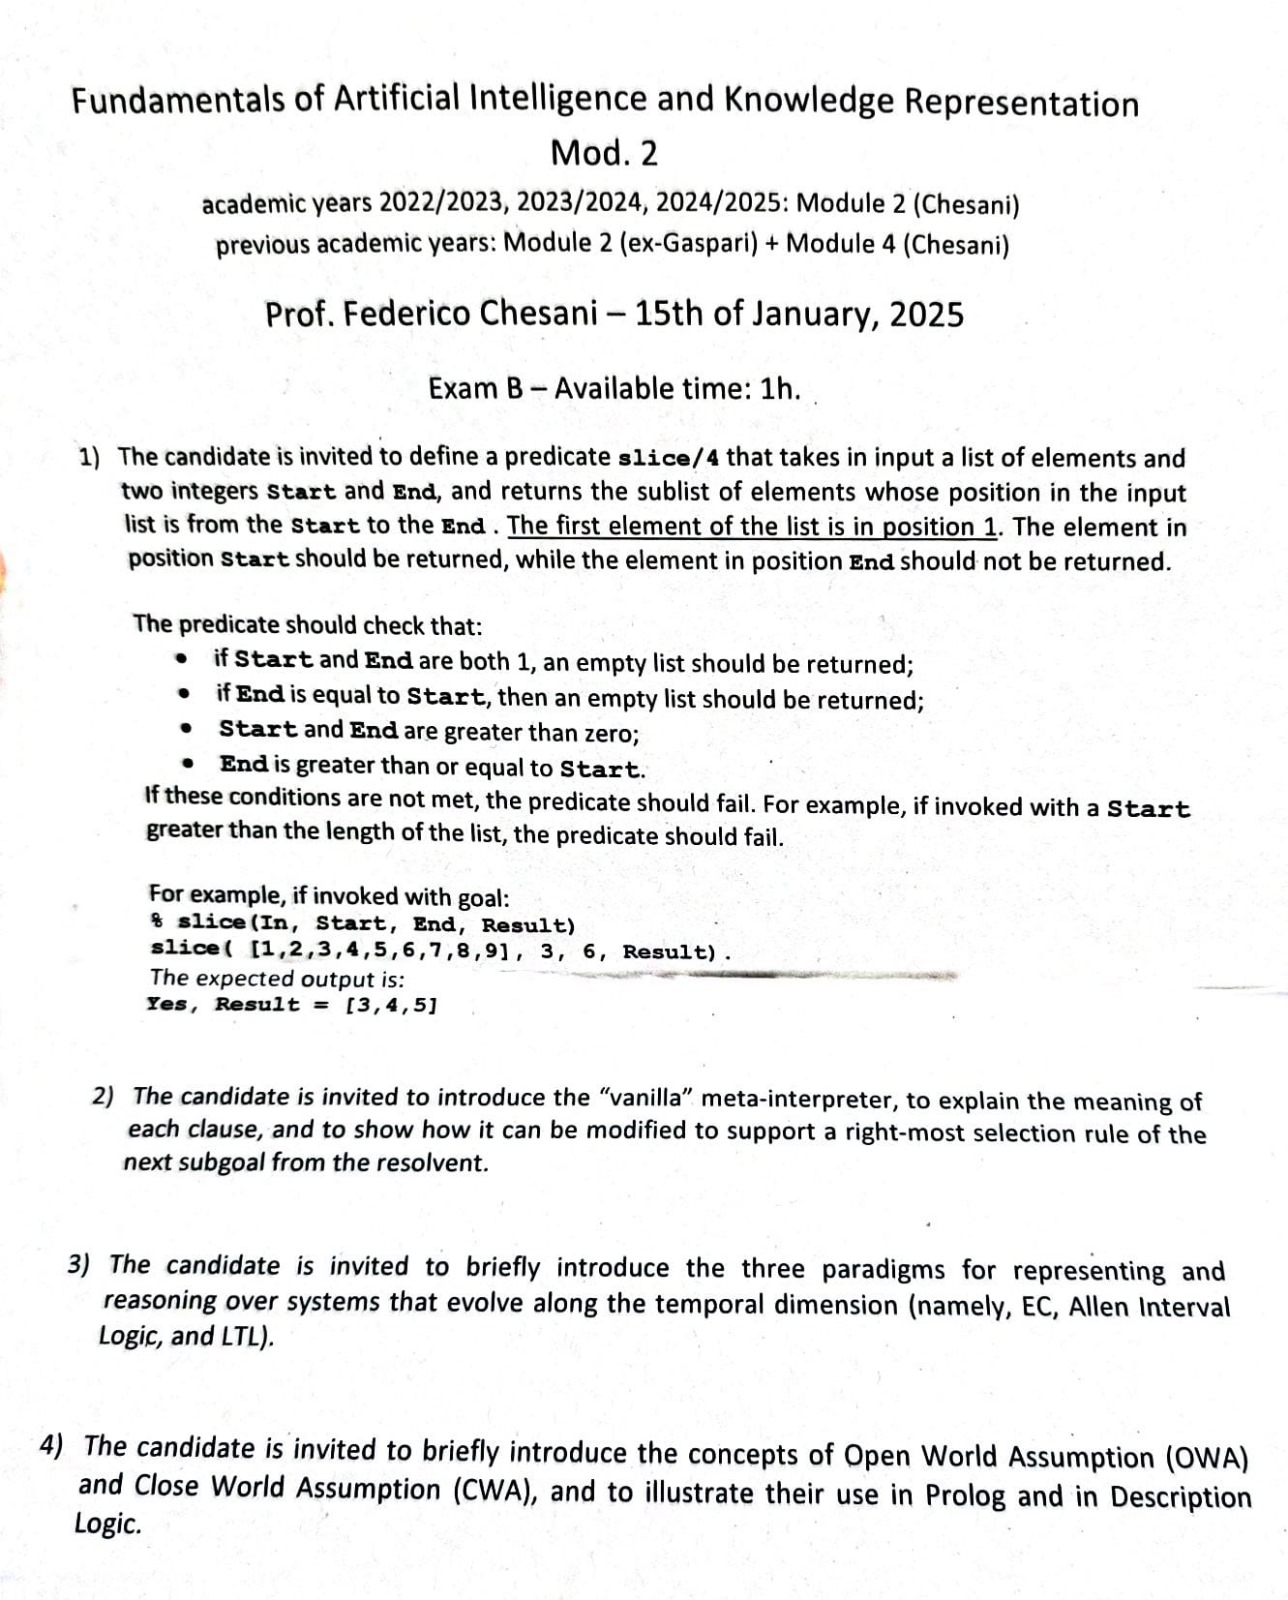 Fundamentals of Artificial Intelligence and Knowledge Representation
Mod. 2
academic years 2022/2023, 2023/2024, 2024/2025: Module 2 (Chesani)
previous academic years: Module 2 (ex-Gaspari) + Module 4 (Chesani)
Prof. Federico Chesani – 15th of January, 2025
Exam B – Available time: 1h.
1) The candidate is invited to define a predicate slice/4 that takes in input a list of elements and
two integers Start and End, and returns the sublist of elements whose position in the input
list is from the Start to the End . The first element of the list is in position 1. The element in
position Start should be returned, while the element in position End should not be returned.
The predicate should check that:
• if Start and End are both 1, an empty list should be returned;
• if End is equal to Start, then an empty list should be returned;
• Start and End are greater than zero;
• End is greater than or equal to Start.
If these conditions are not met, the predicate should fail. For example, if invoked with a Start
greater than the length of the list, the predicate should fail.
For example, if invoked with goal:
% slice(In, Start, End, Result)
slice( [1,2,3,4,5,6,7,8,9], 3, 6, Result).
The expected output is:
Yes, Result = [3,4,5]
2) The candidate is invited to introduce the “vanilla” meta-interpreter, to explain the meaning of
each clause, and to show how it can be modified to support a right-most selection rule of the
next subgoal from the resolvent.
3) The candidate is invited to briefly introduce the three paradigms for representing and
reasoning over systems that evolve along the temporal dimension (namely, EC, Allen Interval
Logic, and LTL).
4) The candidate is invited to briefly introduce the concepts of Open World Assumption (OWA)
and Close World Assumption (CWA), and to illustrate their use in Prolog and in Description
Logic.